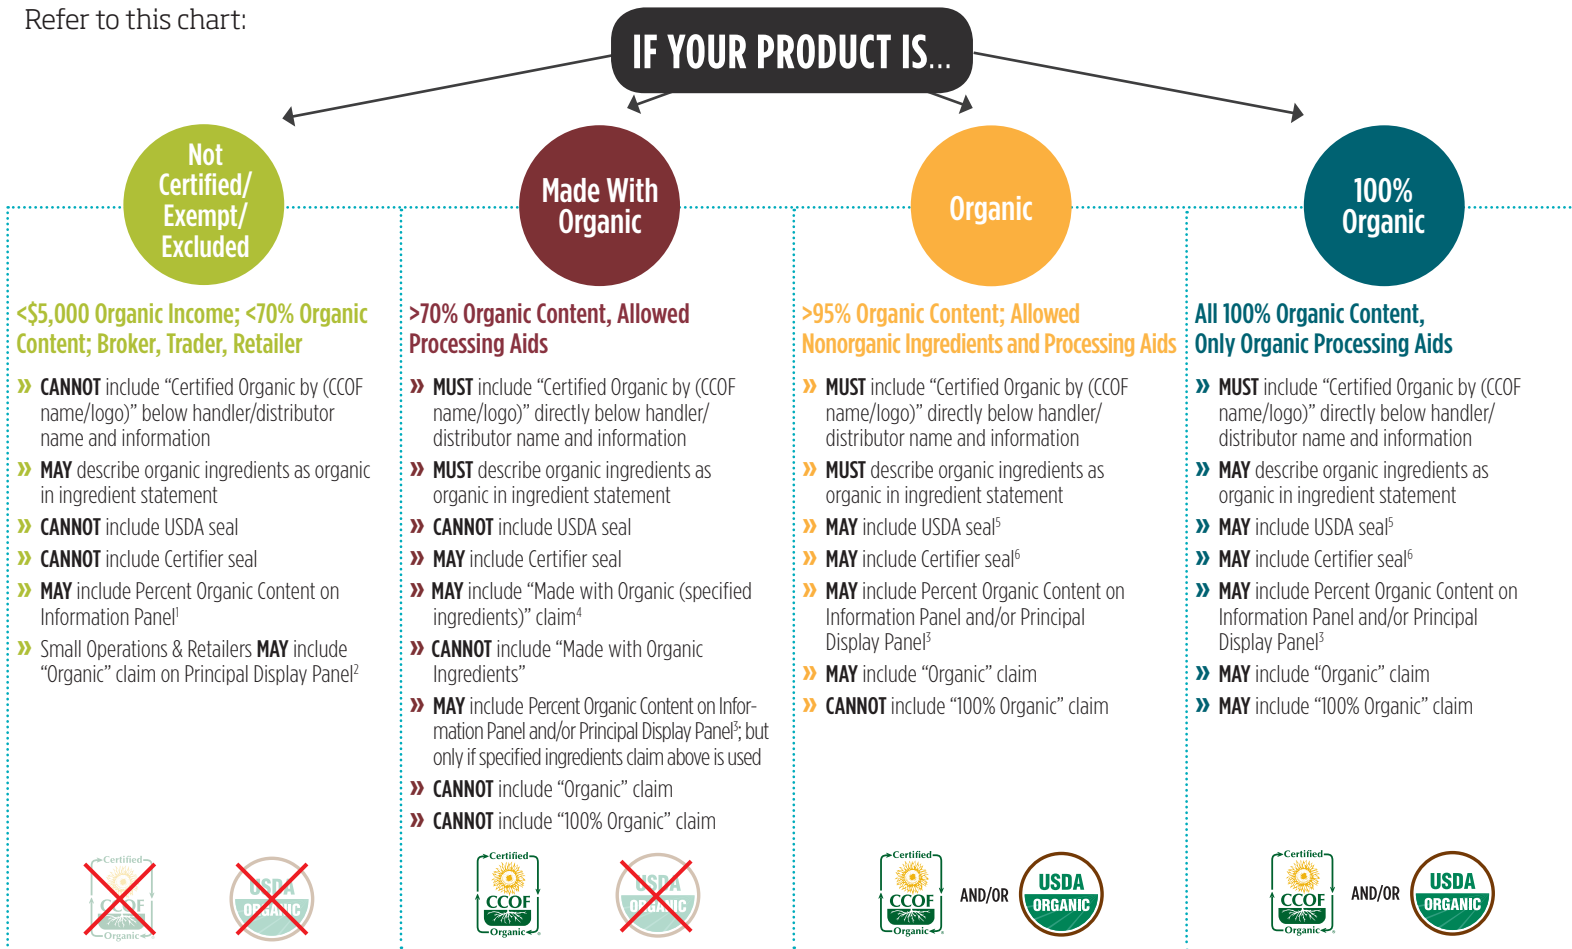 Refer to this chart:
IF YOUR PRODUCT IS...
Not
Certified/
Exempt/
Excluded
<$5,000 Organic Income; <70% Organic
Content; Broker, Trader, Retailer
» CANNOT include “Certified Organic by (CCOF
name/logo)” below handler/distributor
name and information
» MAY describe organic ingredients as organic
in ingredient statement
» CANNOT include USDA seal
» CANNOT include Certifier seal
» MAY include Percent Organic Content on
Information Panel¹
» Small Operations & Retailers MAY include
“Organic” claim on Principal Display Panel²
Certified
CCOF
Organic
USDA
ORGANIC
Made With
Organic
>70% Organic Content, Allowed
Processing Aids
» MUST include “Certified Organic by (CCOF
name/logo)” directly below handler/
distributor name and information
» MUST describe organic ingredients as
organic in ingredient statement
» CANNOT include USDA seal
» MAY include Certifier seal
» MAY include “Made with Organic (specified
ingredients)” claim⁴
» CANNOT include “Made with Organic
Ingredients”
» MAY include Percent Organic Content on Infor-
mation Panel and/or Principal Display Panel³; but
only if specified ingredients claim above is used
» CANNOT include “Organic” claim
» CANNOT include “100% Organic” claim
Certified
CCOF
Organic
USDA
ORGANIC
Organic
>95% Organic Content; Allowed
Nonorganic Ingredients and Processing Aids
» MUST include “Certified Organic by (CCOF
name/logo)” directly below handler/
distributor name and information
» MUST describe organic ingredients as
organic in ingredient statement
» MAY include USDA seal⁵
» MAY include Certifier seal⁶
» MAY include Percent Organic Content on
Information Panel and/or Principal
Display Panel³
» MAY include “Organic” claim
» CANNOT include “100% Organic” claim
Certified
CCOF
Organic
AND/OR
USDA
ORGANIC
100%
Organic
All 100% Organic Content,
Only Organic Processing Aids
» MUST include “Certified Organic by (CCOF
name/logo)” directly below handler/
distributor name and information
» MAY describe organic ingredients as
organic in ingredient statement
» MAY include USDA seal⁵
» MAY include Certifier seal⁶
» MAY include Percent Organic Content on
Information Panel and/or Principal
Display Panel³
» MAY include “Organic” claim
» MAY include “100% Organic” claim
Certified
CCOF
Organic
AND/OR
USDA
ORGANIC